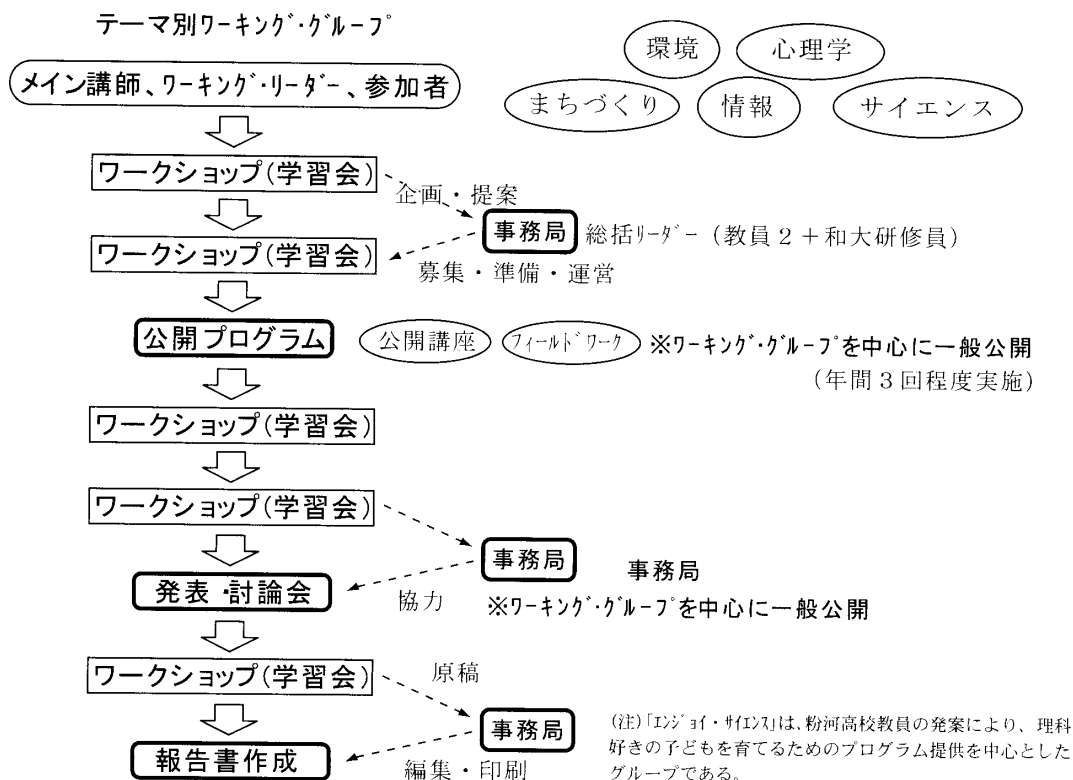 テーマ別ワーキング・グループ
環境
心理学
メイン講師、ワーキング・リーダー、参加者
まちづくり
情報
サイエンス
ワークショップ(学習会)
企画・提案
事務局
総括リーダー(教員2+和大研修員)
ワークショップ(学習会)
募集・準備・運営
公開プログラム
公開講座
フィールドワーク
※ワーキング・グループを中心に一般公開
(年間3回程度実施)
ワークショップ(学習会)
ワークショップ(学習会)
事務局
事務局
発表・討論会
協力
※ワーキング・グループを中心に一般公開
ワークショップ(学習会)
原稿
事務局
報告書作成
編集・印刷
(注)「エンジョイ・サイエンス」は、粉河高校教員の発案により、理科
好きの子どもを育てるためのプログラム提供を中心とした
グループである。